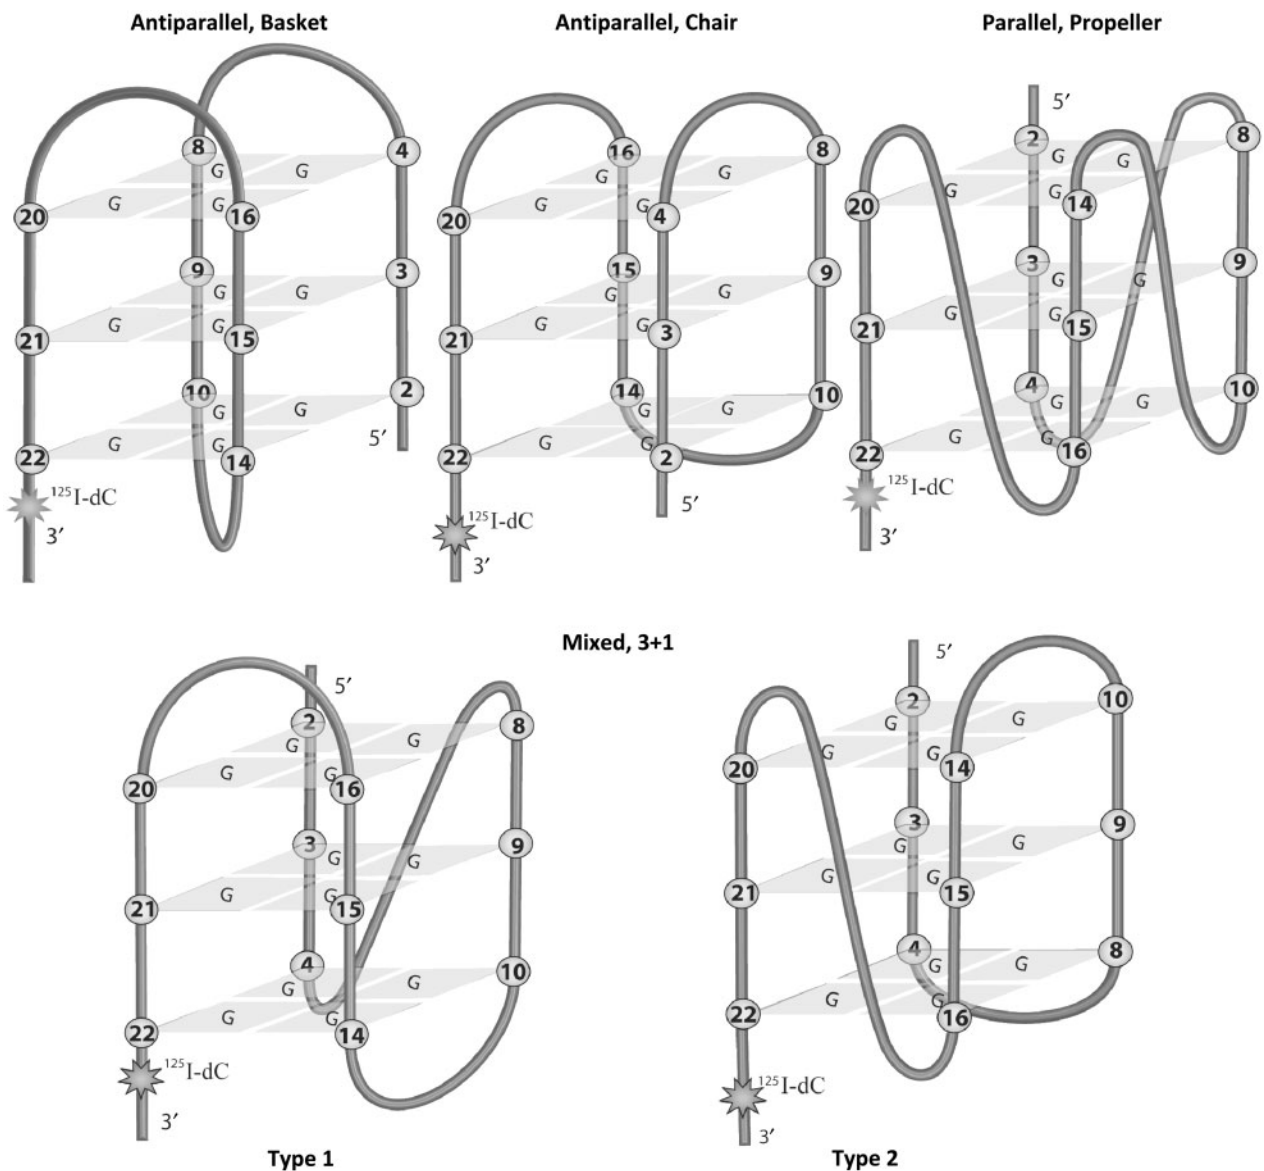 Antiparallel, Basket
8
4
G
G
G
G
20
16
9
3
G
G
G
G
21
15
10
2
G
G
G
G
22
14
5′
¹²⁵I-dC
3′
Antiparallel, Chair
16
8
G
G
G
20
4
15
9
G
G
21
3
14
10
G
G
G
G
22
2
5′
¹²⁵I-dC
3′
Parallel, Propeller
5′
2
8
G
G
G
G
20
14
3
9
G
G
G
G
21
15
4
10
G
G
G
G
22
16
¹²⁵I-dC
3′
Mixed, 3+1
5′
2
8
G
G
G
G
20
16
3
9
G
G
G
G
21
15
4
10
G
G
G
G
22
14
¹²⁵I-dC
3′
Type 1
5′
2
10
G
G
G
G
20
14
3
9
G
G
G
G
21
15
4
8
G
G
G
G
22
16
¹²⁵I-dC
3′
Type 2